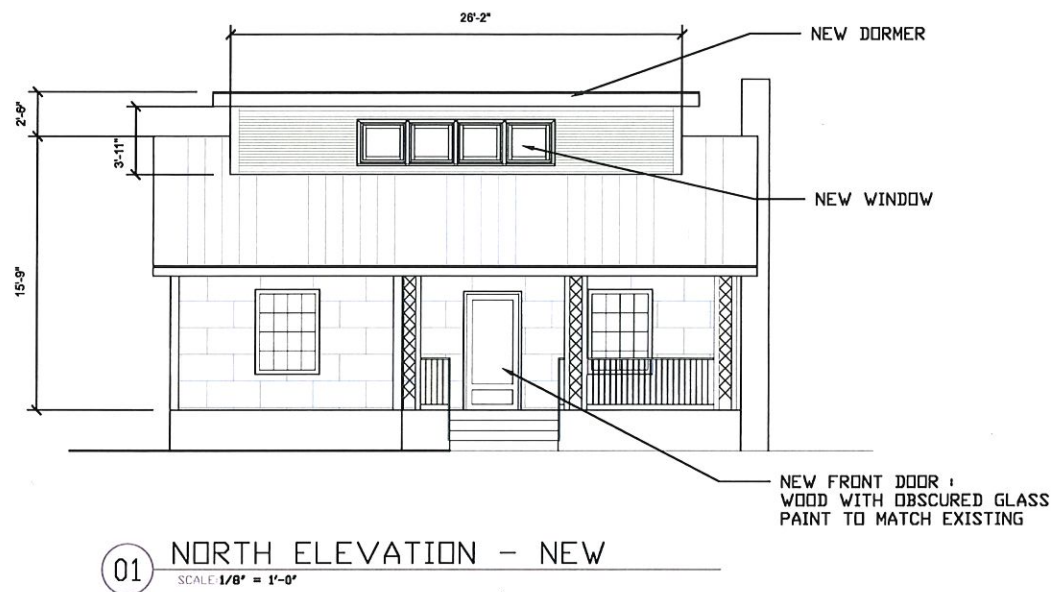 26'-2"
NEW DORMER
2'-6"
3'-11"
NEW WINDOW
15'-9"
NEW FRONT DOOR :
WOOD WITH OBSCURED GLASS
PAINT TO MATCH EXISTING
01 NORTH ELEVATION - NEW
SCALE: 1/8" = 1'-0"